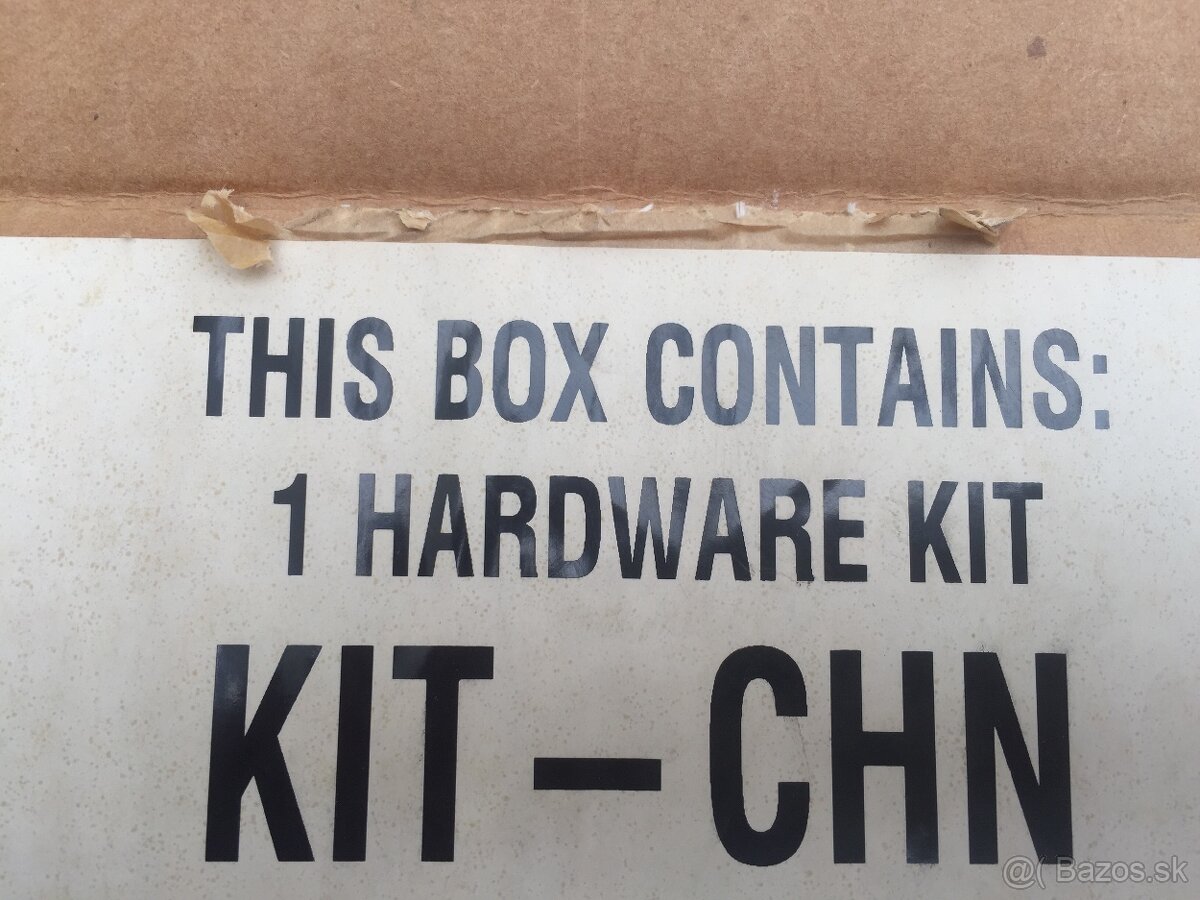 THIS BOX CONTAINS:
1 HARDWARE KIT
KIT – CHN
@( Bazos.sk